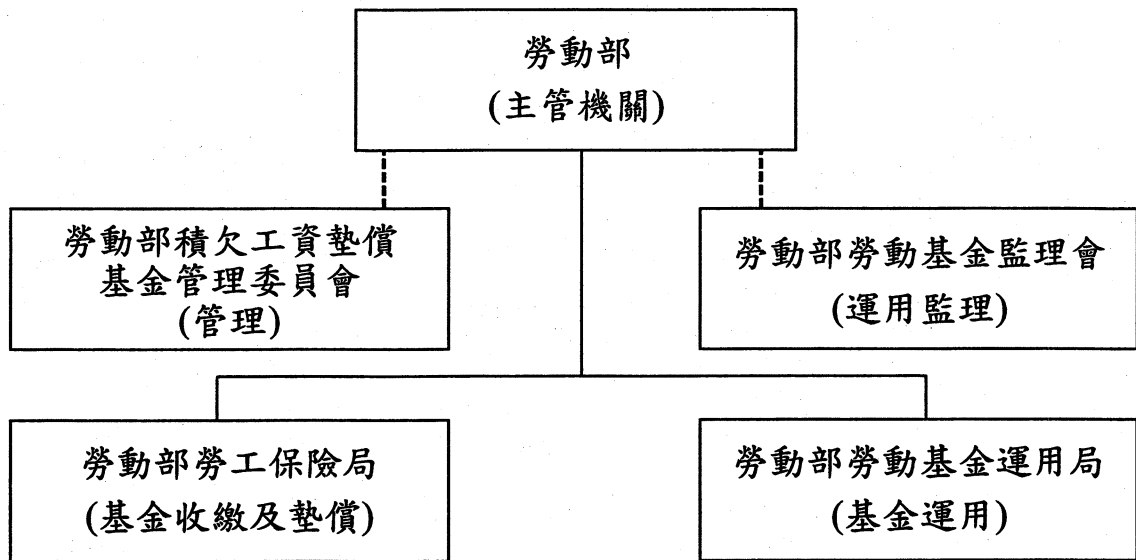 勞動部
(主管機關)
勞動部積欠工資墊償
基金管理委員會
(管理)
勞動部勞動基金監理會
(運用監理)
勞動部勞工保險局
(基金收繳及墊償)
勞動部勞動基金運用局
(基金運用)